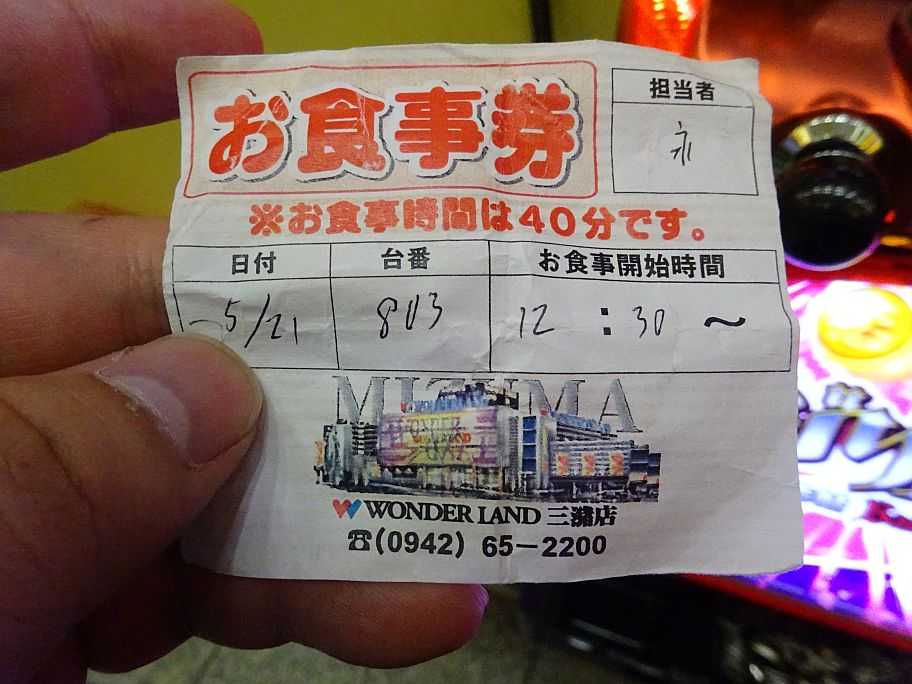 お食事券
担当者
永
※お食事時間は40分です。
日付 台番 お食事開始時間
5/21 803 12:30~
MIZUMA
WONDER LAND 三潴店
☎(0942) 65-2200